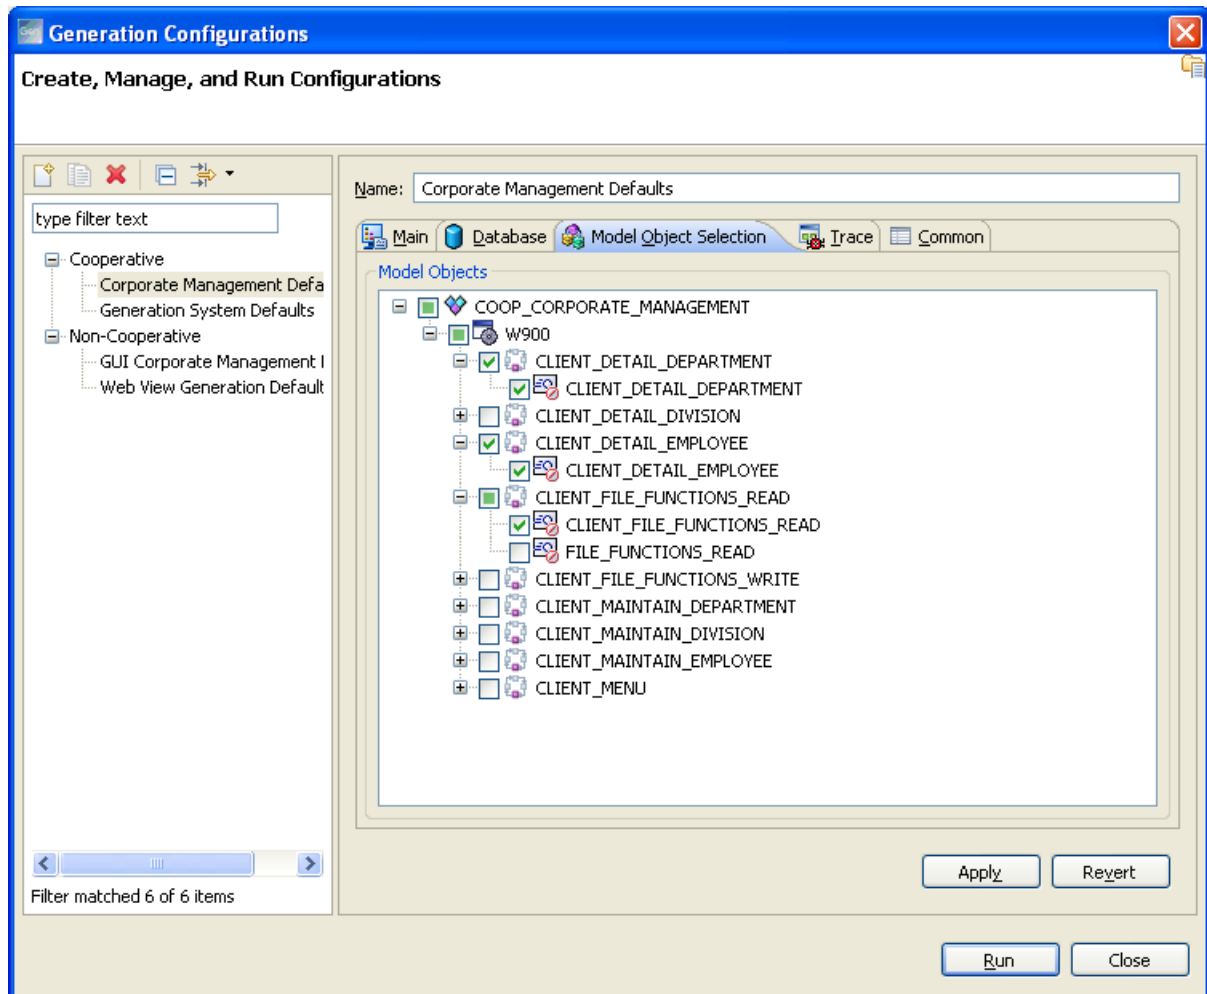 Generation Configurations
Create, Manage, and Run Configurations
type filter text
Cooperative
Corporate Management Defa
Generation System Defaults
Non-Cooperative
GUI Corporate Management
Web View Generation Default
Filter matched 6 of 6 items
Name: Corporate Management Defaults
Main Database Model Object Selection Trace Common
Model Objects
COOP_CORPORATE_MANAGEMENT
W900
CLIENT_DETAIL_DEPARTMENT
CLIENT_DETAIL_DEPARTMENT
CLIENT_DETAIL_DIVISION
CLIENT_DETAIL_EMPLOYEE
CLIENT_DETAIL_EMPLOYEE
CLIENT_FILE_FUNCTIONS_READ
CLIENT_FILE_FUNCTIONS_READ
FILE_FUNCTIONS_READ
CLIENT_FILE_FUNCTIONS_WRITE
CLIENT_MAINTAIN_DEPARTMENT
CLIENT_MAINTAIN_DIVISION
CLIENT_MAINTAIN_EMPLOYEE
CLIENT_MENU
Apply Revert
Run Close